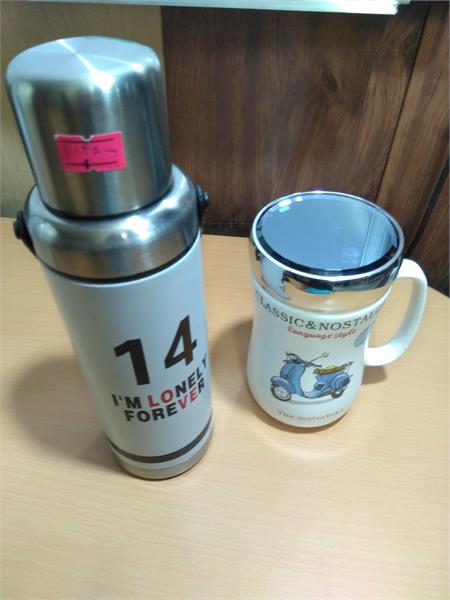 14
I'M LONELY
FOREVER
CLASSIC&NOSTAL
Language style
The motorbike